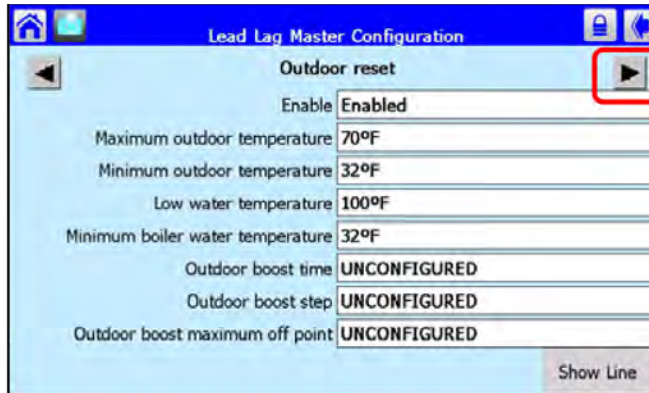 Lead Lag Master Configuration
Outdoor reset
Enable Enabled
Maximum outdoor temperature 70ºF
Minimum outdoor temperature 32ºF
Low water temperature 100ºF
Minimum boiler water temperature 32ºF
Outdoor boost time UNCONFIGURED
Outdoor boost step UNCONFIGURED
Outdoor boost maximum off point UNCONFIGURED
Show Line